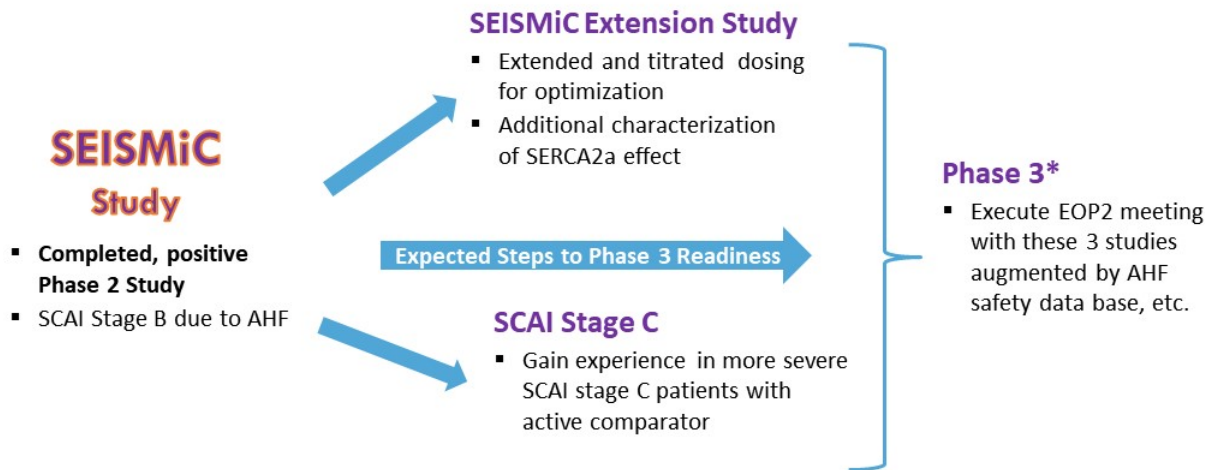 SEISMiC
Study
▪ Completed, positive
Phase 2 Study
▪ SCAI Stage B due to AHF
SEISMiC Extension Study
▪ Extended and titrated dosing
for optimization
▪ Additional characterization
of SERCA2a effect
Expected Steps to Phase 3 Readiness
SCAI Stage C
▪ Gain experience in more severe
SCAI stage C patients with
active comparator
Phase 3*
▪ Execute EOP2 meeting
with these 3 studies
augmented by AHF
safety data base, etc.